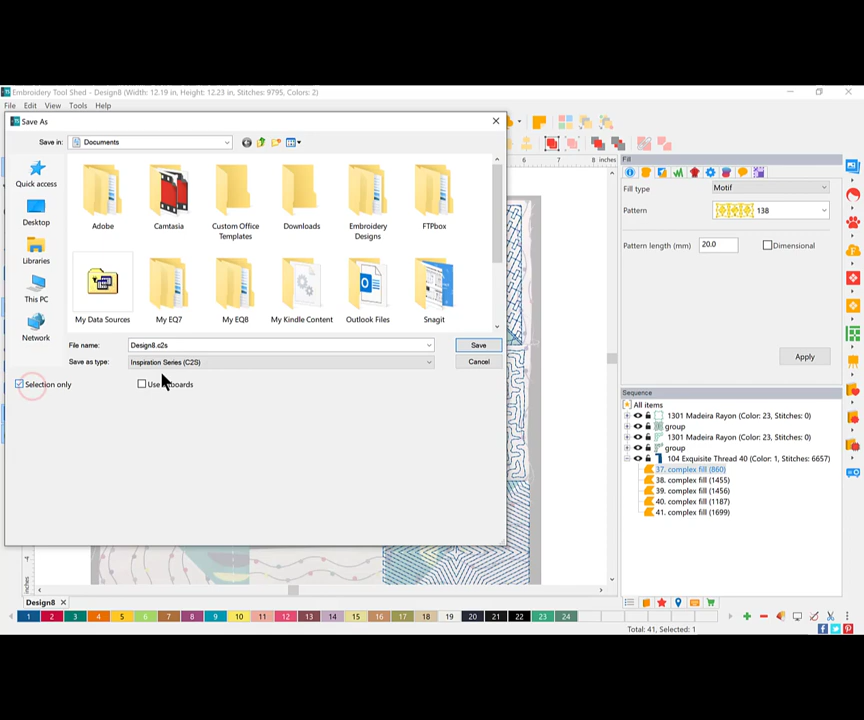 Embroidery Tool Shed - Design8 (Width: 12.19 in, Height: 12.23 in, Stitches: 9795, Colors: 2)
File Edit View Tools Help
Save As
Save in: Documents
Quick access
Desktop
Libraries
This PC
Network
Adobe Camtasia Custom Office Templates Downloads Embroidery Designs FTPbox
My Data Sources My EQ7 My EQ8 My Kindle Content Outlook Files Snagit
File name: Design8.c2s Save
Save as type: Inspiration Series (C2S) Cancel
Selection only
6 7 8 inches
Fill
Fill type Motif
Pattern 138
Pattern length (mm) 20.0 Dimensional
Apply
Sequence
All items
1301 Madeira Rayon (Color: 23, Stitches: 0)
group
1301 Madeira Rayon (Color: 23, Stitches: 0)
group
104 Exquisite Thread 40 (Color: 1, Stitches: 6657)
37. complex fill (860)
38. complex fill (1455)
39. complex fill (1456)
40. complex fill (1187)
41. complex fill (1699)
inches
Design8
1 2 3 4 5 6 7 8 9 10 11 12 13 14 15 16 17 18 19 20 21 22 23 24
Total: 41, Selected: 1